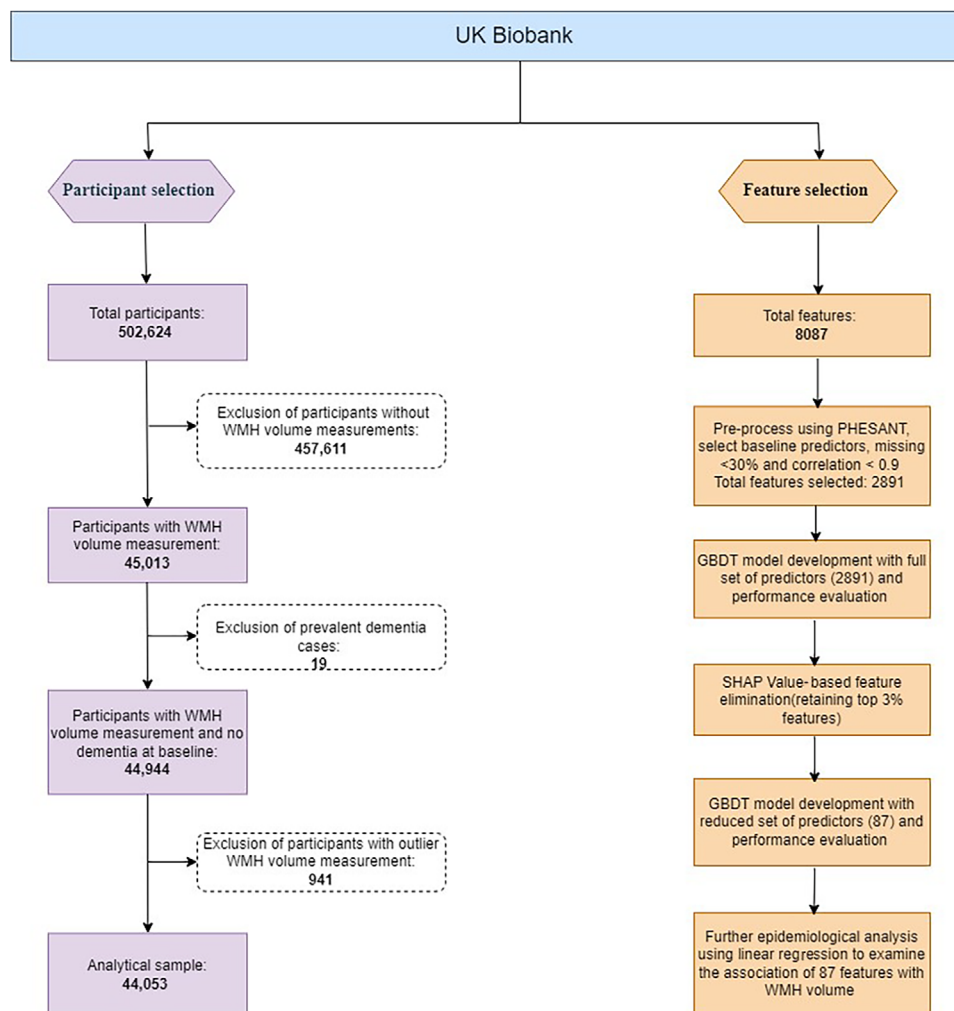 UK Biobank
Participant selection
Total participants:
502,624
Exclusion of participants without
WMH volume measurements:
457,611
Participants with WMH
volume measurement:
45,013
Exclusion of prevalent dementia
cases:
19
Participants with WMH
volume measurement and no
dementia at baseline:
44,944
Exclusion of participants with outlier
WMH volume measurement:
941
Analytical sample:
44,053
Feature selection
Total features:
8087
Pre-process using PHESANT,
select baseline predictors, missing
<30% and correlation < 0.9
Total features selected: 2891
GBDT model development with full
set of predictors (2891) and
performance evaluation
SHAP Value- based feature
elimination(retaining top 3%
features)
GBDT model development with
reduced set of predictors (87) and
performance evaluation
Further epidemiological analysis
using linear regression to examine
the association of 87 features with
WMH volume